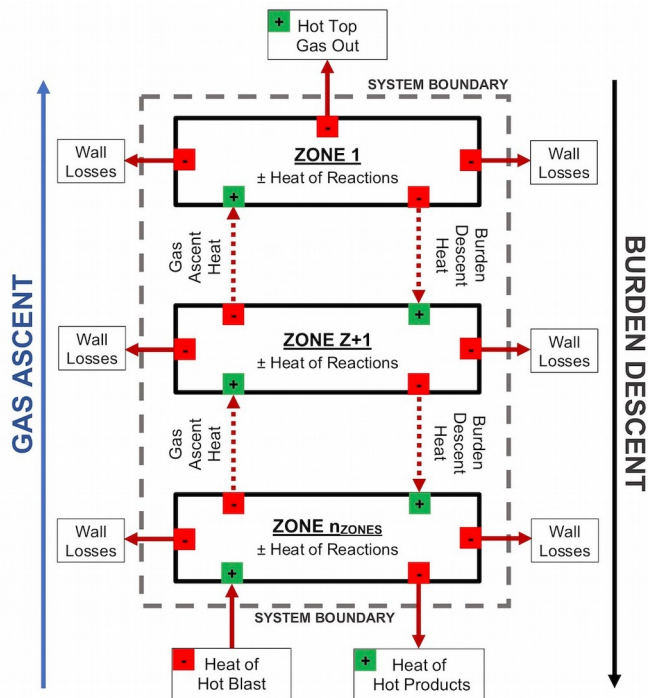 + Hot Top
Gas Out
SYSTEM BOUNDARY
-
Wall
Losses
-
ZONE 1
± Heat of Reactions
-
Wall
Losses
+
-
Gas
Ascent
Heat
Burden
Descent
Heat
-
+
Wall
Losses
-
ZONE Z+1
± Heat of Reactions
-
Wall
Losses
+
-
Gas
Ascent
Heat
Burden
Descent
Heat
-
+
Wall
Losses
-
ZONE nZONES
± Heat of Reactions
-
Wall
Losses
+
-
SYSTEM BOUNDARY
- Heat of
Hot Blast
+ Heat of
Hot Products
GAS ASCENT
BURDEN DESCENT